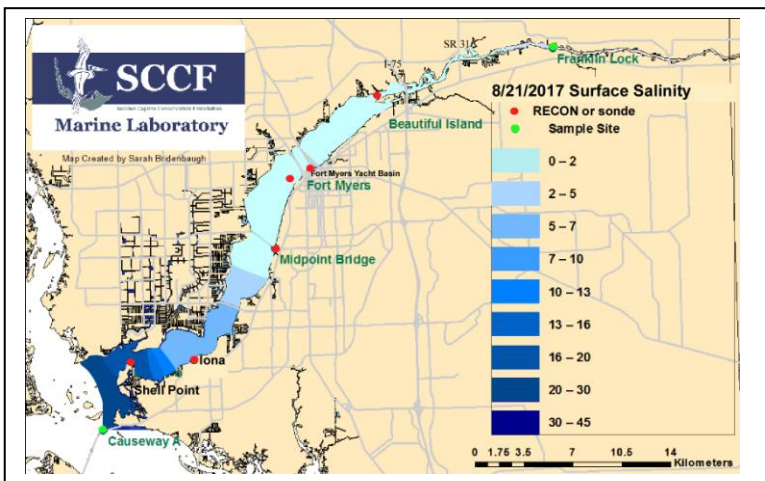 SCCF
Marine Laboratory
Map Created by Sarah Bridenbaugh
SR 31
I-75
Franklin Lock
8/21/2017 Surface Salinity
RECON or sonde
Sample Site
Beautiful Island
Fort Myers Yacht Basin
Fort Myers
Midpoint Bridge
Iona
Shell Point
Causeway A
0 – 2
2 – 5
5 – 7
7 – 10
10 – 13
13 – 16
16 – 20
20 – 30
30 – 45
0 1.75 3.5 7 10.5 14
Kilometers